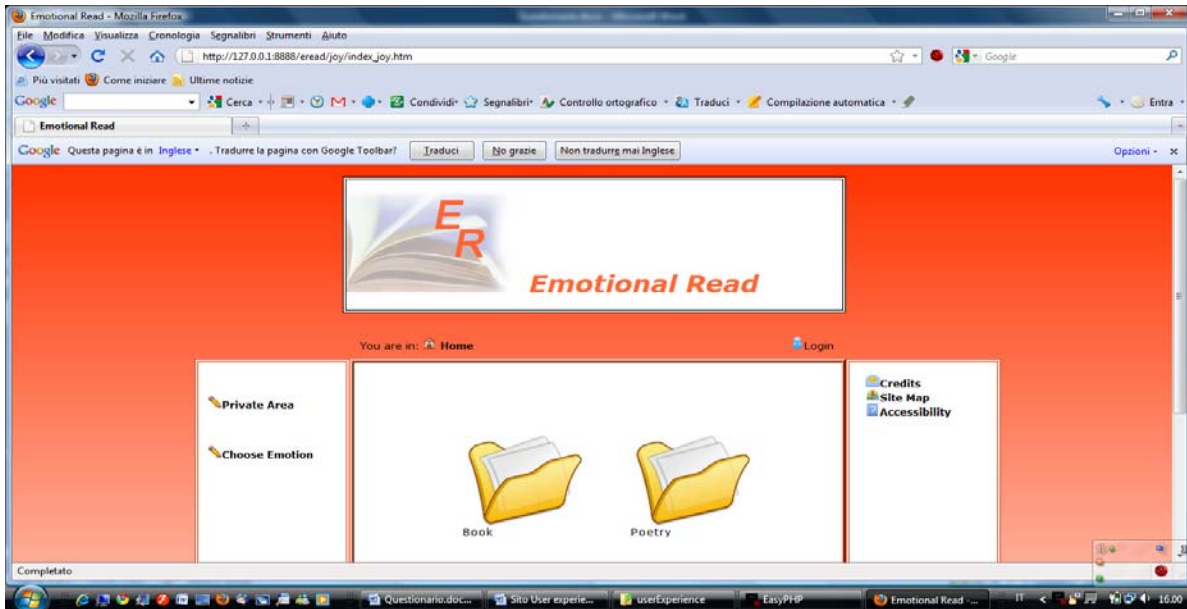 Emotional Read - Mozilla Firefox
File Modifica Visualizza Cronologia Segnalibri Strumenti Aiuto
http://127.0.0.1:8888/eread/joy/index_joy.htm
Google
Più visitati Come iniziare Ultime notizie
Google Cerca Condividi Segnalibri Controllo ortografico Traduci Compilazione automatica Entra
Emotional Read
Google Questa pagina è in Inglese . Tradurre la pagina con Google Toolbar? Traduci No grazie Non tradurre mai Inglese Opzioni
E
R
Emotional Read
You are in: Home Login
Private Area
Choose Emotion
Book Poetry
Credits
Site Map
Accessibility
Completato
Questionario.doc... Sito User experie... userExperience EasyPHP Emotional Read -... IT 16.00